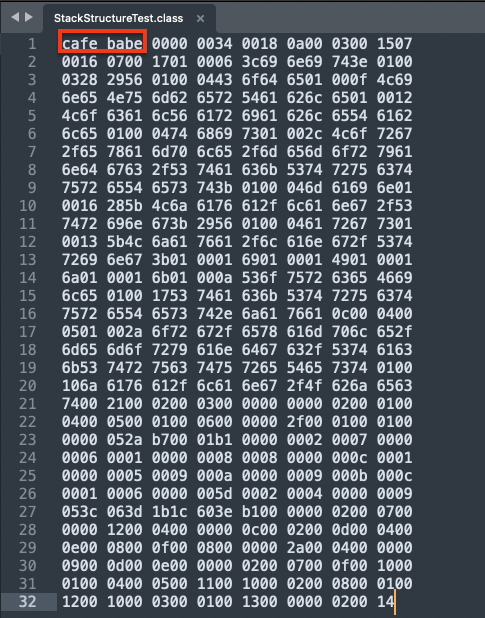 StackStructureTest.class ×
1 cafe babe 0000 0034 0018 0a00 0300 1507
2 0016 0700 1701 0006 3c69 6e69 743e 0100
3 0328 2956 0100 0443 6f64 6501 000f 4c69
4 6e65 4e75 6d62 6572 5461 626c 6501 0012
5 4c6f 6361 6c56 6172 6961 626c 6554 6162
6 6c65 0100 0474 6869 7301 002c 4c6f 7267
7 2f65 7861 6d70 6c65 2f6d 656d 6f72 7961
8 6e64 6763 2f53 7461 636b 5374 7275 6374
9 7572 6554 6573 743b 0100 046d 6169 6e01
10 0016 285b 4c6a 6176 612f 6c61 6e67 2f53
11 7472 696e 673b 2956 0100 0461 7267 7301
12 0013 5b4c 6a61 7661 2f6c 616e 672f 5374
13 7269 6e67 3b01 0001 6901 0001 4901 0001
14 6a01 0001 6b01 000a 536f 7572 6365 4669
15 6c65 0100 1753 7461 636b 5374 7275 6374
16 7572 6554 6573 742e 6a61 7661 0c00 0400
17 0501 002a 6f72 672f 6578 616d 706c 652f
18 6d65 6d6f 7279 616e 6467 632f 5374 6163
19 6b53 7472 7563 7475 7265 5465 7374 0100
20 106a 6176 612f 6c61 6e67 2f4f 626a 6563
21 7400 2100 0200 0300 0000 0000 0200 0100
22 0400 0500 0100 0600 0000 2f00 0100 0100
23 0000 052a b700 01b1 0000 0002 0007 0000
24 0006 0001 0000 0008 0008 0000 000c 0001
25 0000 0005 0009 000a 0000 0009 000b 000c
26 0001 0006 0000 005d 0002 0004 0000 0009
27 053c 063d 1b1c 603e b100 0000 0200 0700
28 0000 1200 0400 0000 0c00 0200 0d00 0400
29 0e00 0800 0f00 0800 0000 2a00 0400 0000
30 0900 0d00 0e00 0000 0200 0700 0f00 1000
31 0100 0400 0500 1100 1000 0200 0800 0100
32 1200 1000 0300 0100 1300 0000 0200 14